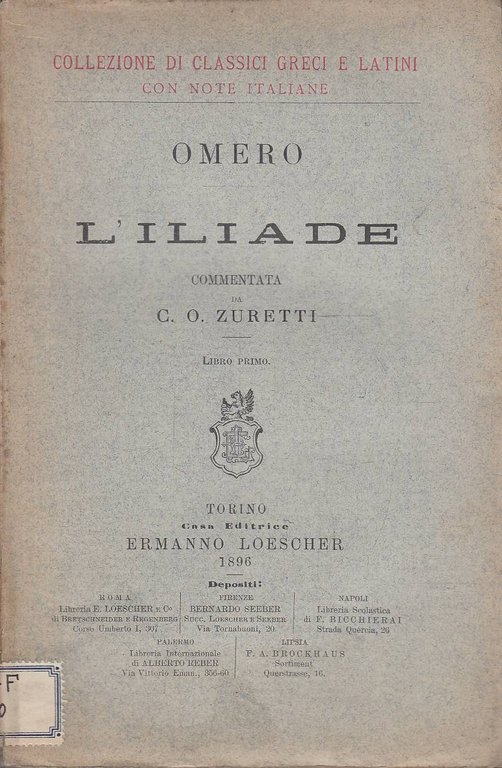 COLLEZIONE DI CLASSICI GRECI E LATINI
CON NOTE ITALIANE
OMERO
L'ILIADE
COMMENTATA
DA
C. O. ZURETTI
LIBRO PRIMO.
TORINO
Casa Editrice
ERMANNO LOESCHER
1896
Depositi:
ROMA
Libreria E. LOESCHER e Cº
di BRETSCHNEIDER E REGENBERG
Corso Umberto I, 307
FIRENZE
BERNARDO SEEBER
SUCC. LOESCHER E SEEBER
Via Tornabuoni, 20
NAPOLI
Libreria Scolastica
di F. BICCHIERAI
Strada Quercia, 26
PALERMO
Libreria Internazionale
di ALBERTO REBER
Via Vittorio Eman., 356-60
LIPSIA
F. A. BROCKHAUS
Sortiment
Querstrasse, 16.
F